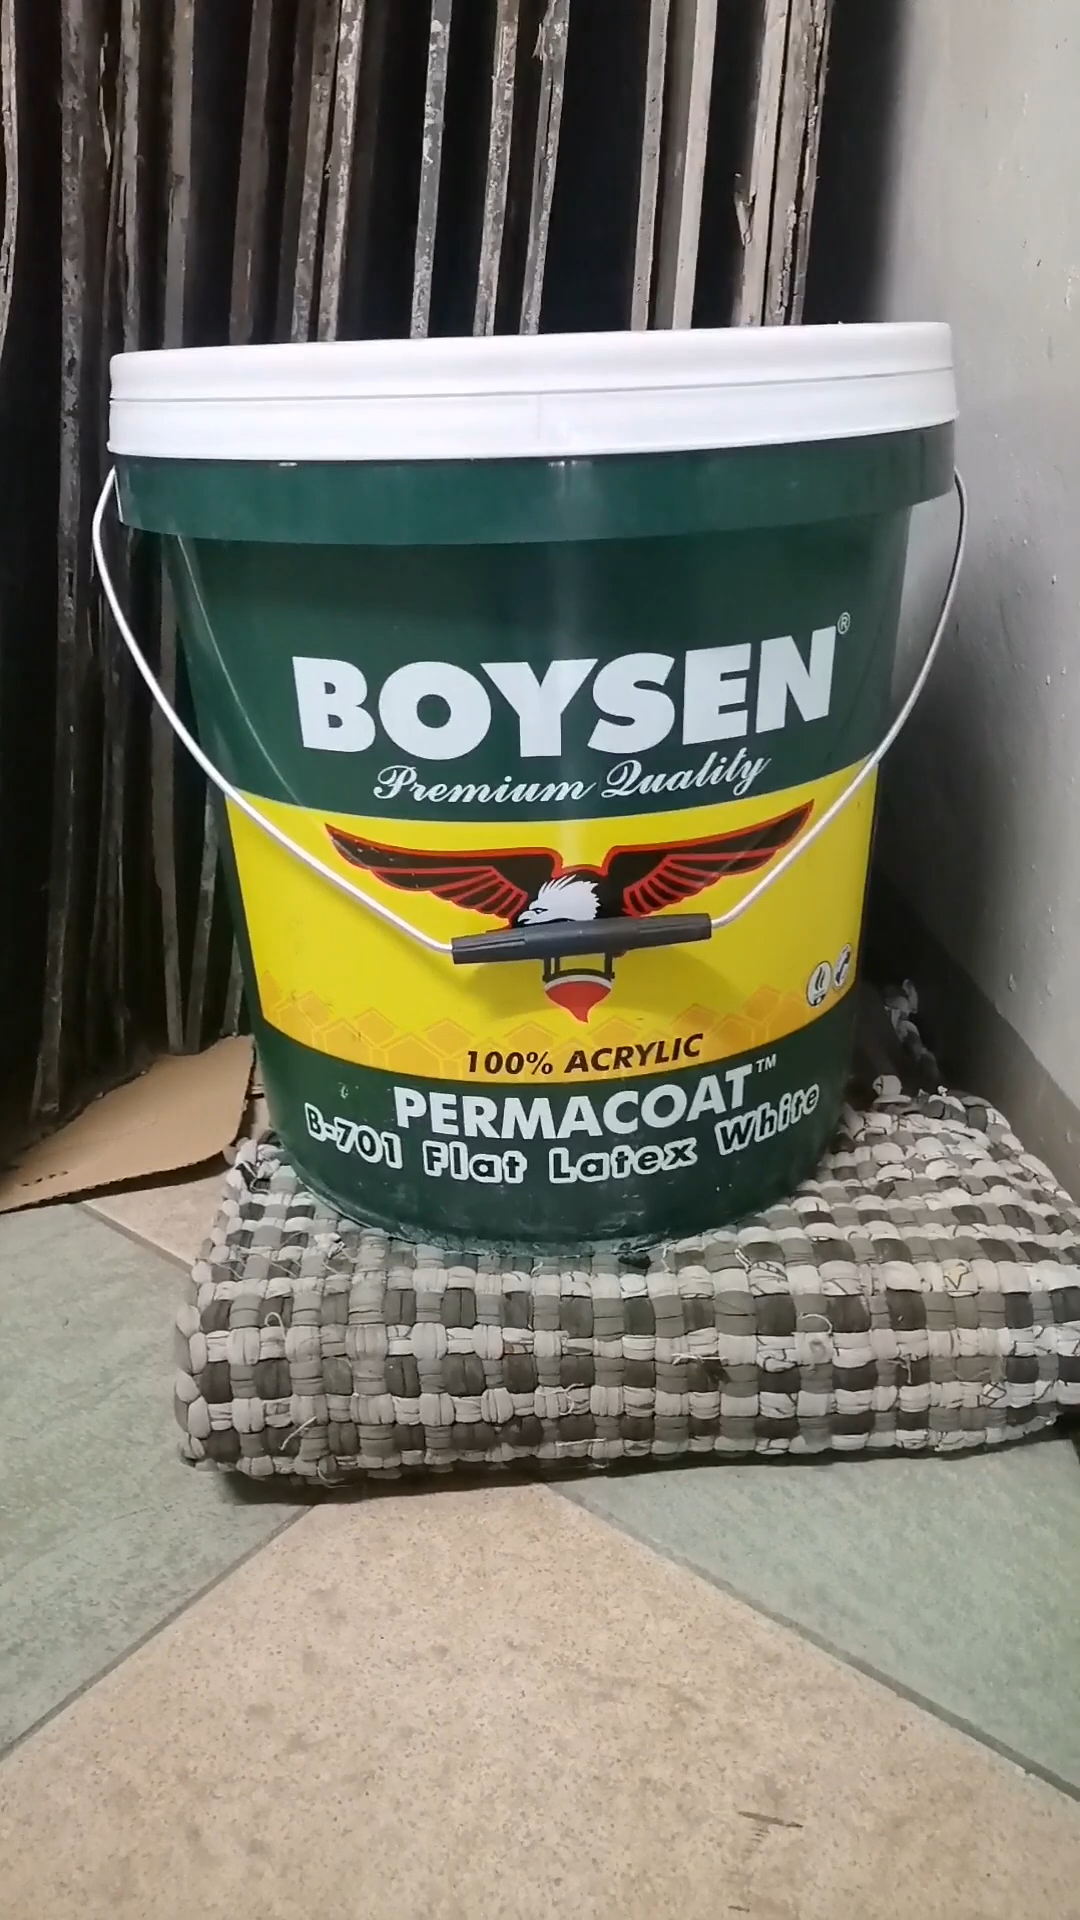 BOYSEN®
Premium Quality
100% ACRYLIC
PERMACOAT™
B-701 Flat Latex White